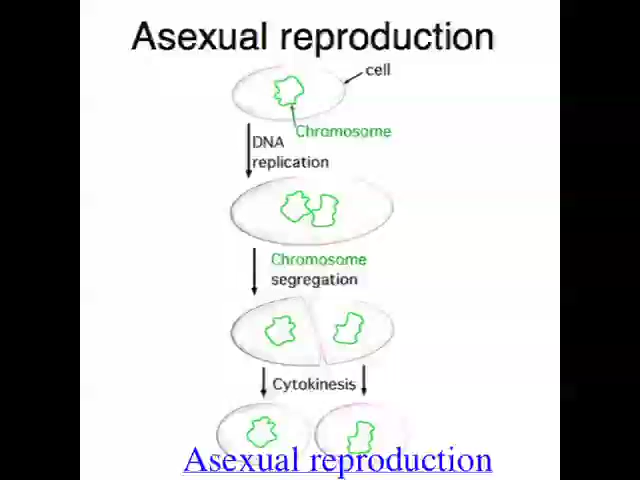 Asexual reproduction
cell
Chromosome
DNA
replication
Chromosome
segregation
Cytokinesis
Asexual reproduction